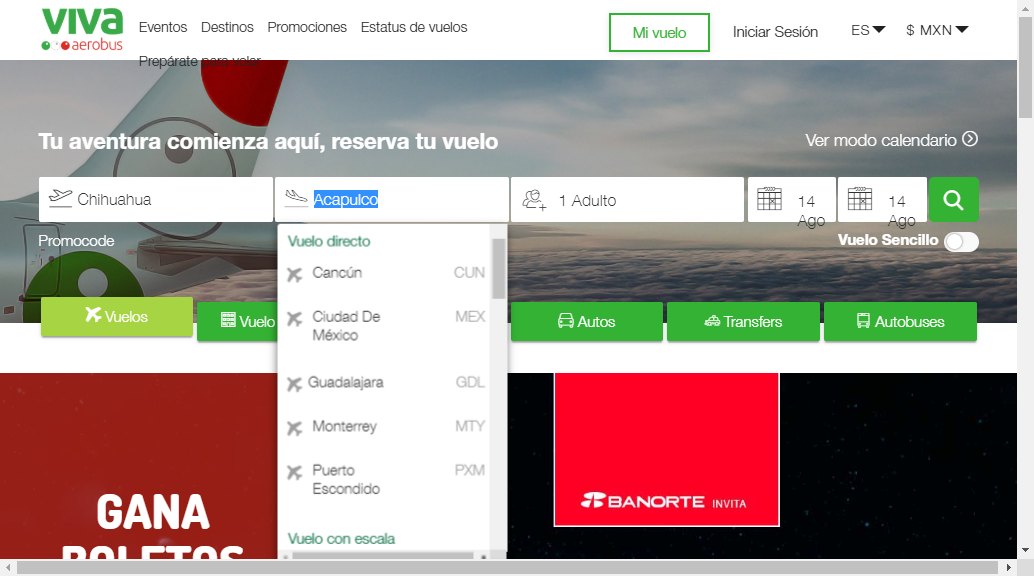 viva
aerobus
Eventos Destinos Promociones Estatus de vuelos
Prepárate para volar
Mi vuelo
Iniciar Sesión
ES
$ MXN
Tu aventura comienza aquí, reserva tu vuelo
Ver modo calendario
Chihuahua
Acapulco
1 Adulto
14
Ago
14
Ago
Promocode
Vuelo Sencillo
Vuelo directo
Cancún CUN
Ciudad De MEX
México
Guadalajara GDL
Monterrey MTY
Puerto PXM
Escondido
Vuelo con escala
Vuelos
Vuelo
Autos
Transfers
Autobuses
GANA
BOLETOS
BANORTE INVITA